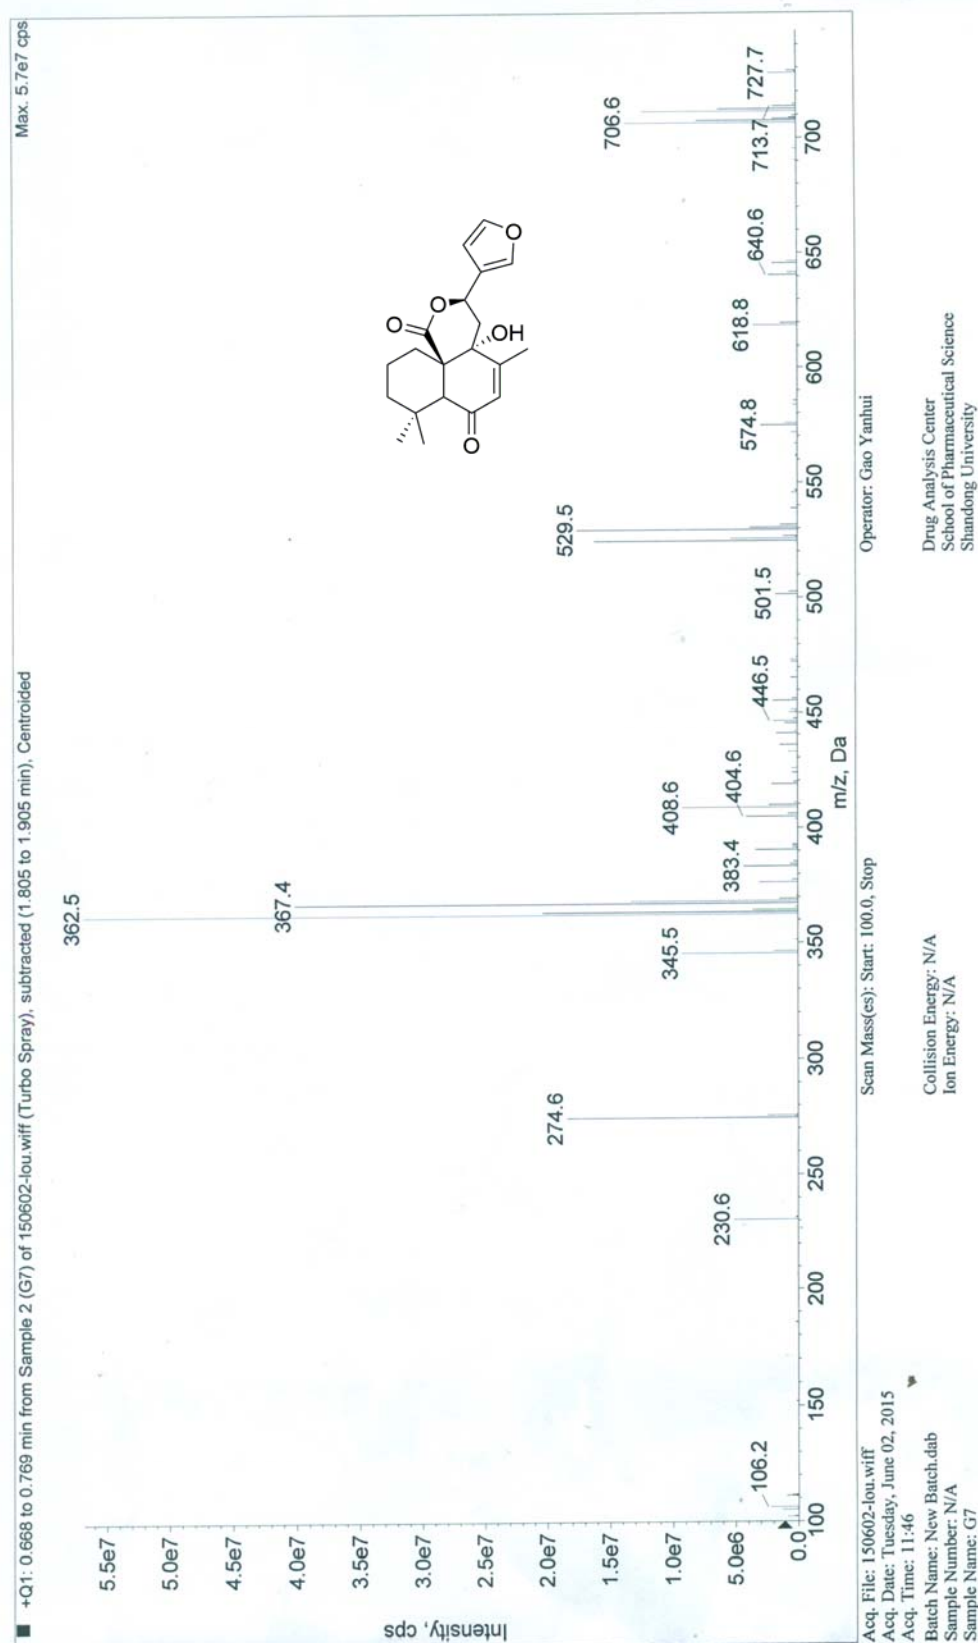 +Q1: 0.668 to 0.769 min from Sample 2 (G7) of 150602-lou.wiff (Turbo Spray), subtracted (1.805 to 1.905 min), Centroided
Max. 5.7e7 cps
5.5e7
5.0e7
4.5e7
4.0e7
3.5e7
3.0e7
2.5e7
2.0e7
1.5e7
1.0e7
5.0e6
0.0
Intensity, cps
106.2
230.6
274.6
345.5
362.5
367.4
383.4
408.6
404.6
446.5
501.5
529.5
574.8
618.8
640.6
706.6
713.7
727.7
O
O
O
OH
O
100
150
200
250
300
350
400
450
500
550
600
650
700
m/z, Da
Acq. File: 150602-lou.wiff
Acq. Date: Tuesday, June 02, 2015
Acq. Time: 11:46
Batch Name: New Batch.dab
Sample Number: N/A
Sample Name: G7
Scan Mass(es): Start: 100.0, Stop
Collision Energy: N/A
Ion Energy: N/A
Operator: Gao Yanhui
Drug Analysis Center
School of Pharmaceutical Science
Shandong University